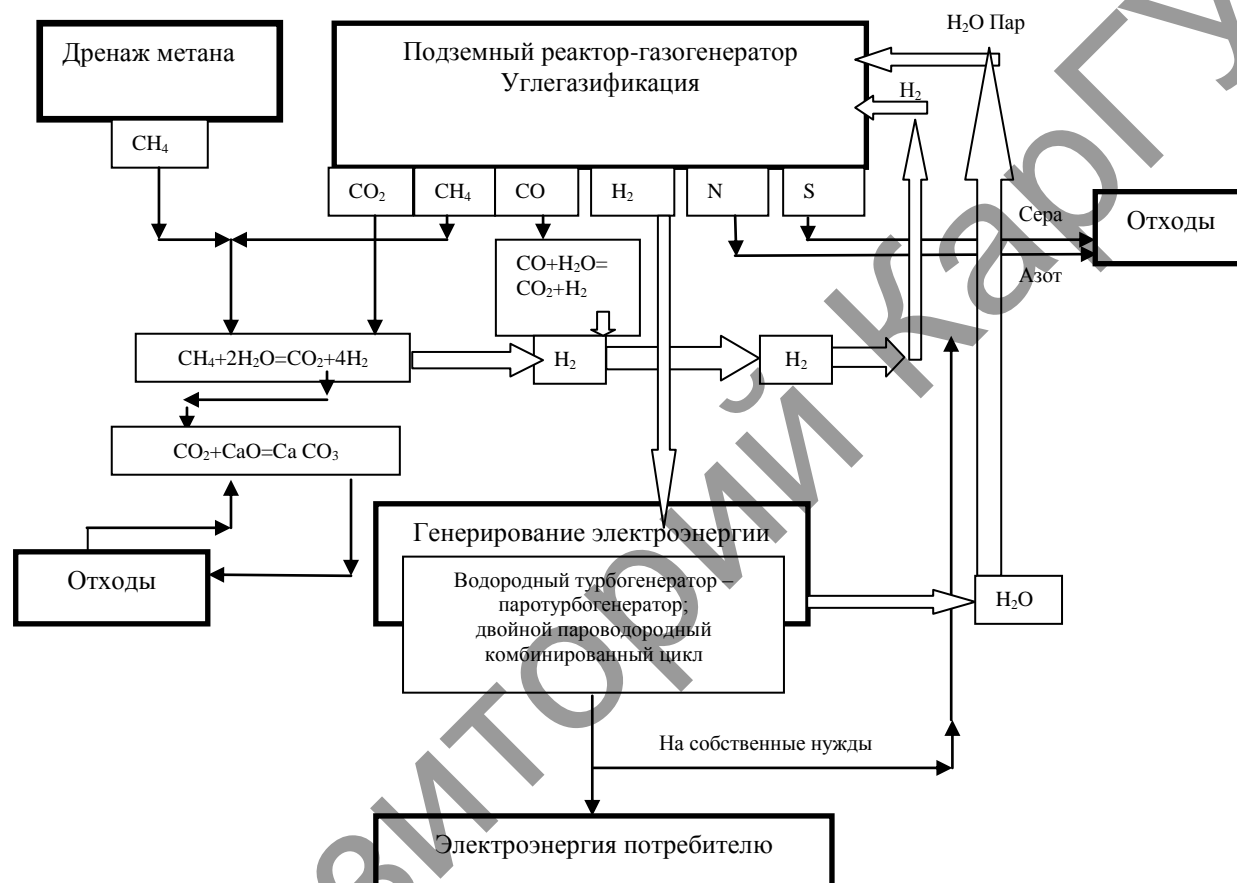 Дренаж метана
Подземный реактор-газогенератор
Углегазификация
H₂O Пар
H₂
CH₄
CO₂
CH₄
CO
H₂
N
S
Сера
Азот
Отходы
CO+H₂O=
CO₂+H₂
CH₄+2H₂O=CO₂+4H₂
H₂
H₂
CO₂+CaO=Ca CO₃
Отходы
Генерирование электроэнергии
Водородный турбогенератор –
паротурбогенератор;
двойной пароводородный
комбинированный цикл
H₂O
На собственные нужды
Электроэнергия потребителю
зиторий КарГУ